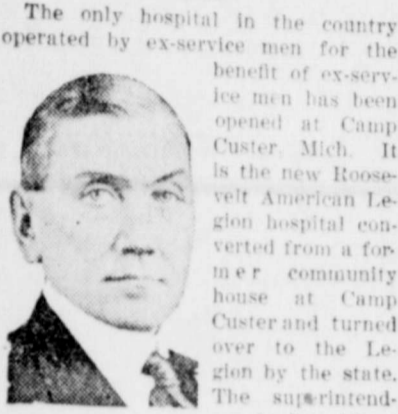 The only hospital in the country
operated by ex-service men for the
benefit of ex-serv-
ice men has been
opened at Camp
Custer, Mich. It
is the new Roose-
velt American Le-
gion hospital con-
verted from a for-
mer community
house at Camp
Custer and turned
over to the Le-
gion by the state.
The superintend-